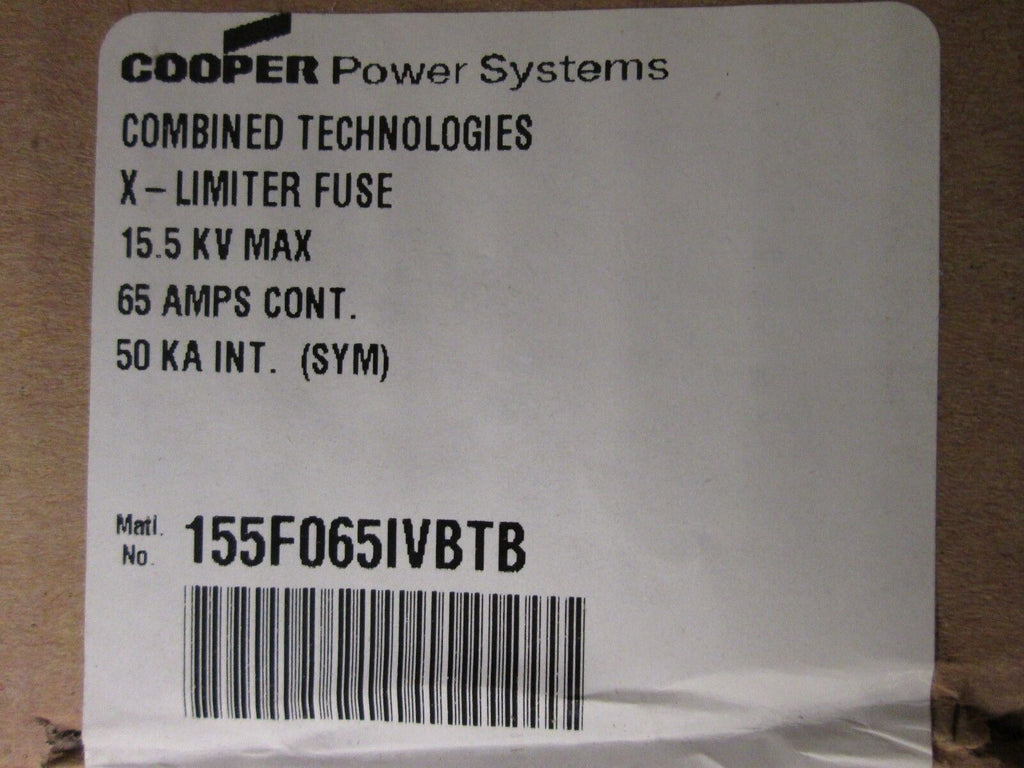 COOPER Power Systems
COMBINED TECHNOLOGIES
X-LIMITER FUSE
15.5 KV MAX
65 AMPS CONT.
50 KA INT. (SYM)
Matl. No. 155F065IVBTB